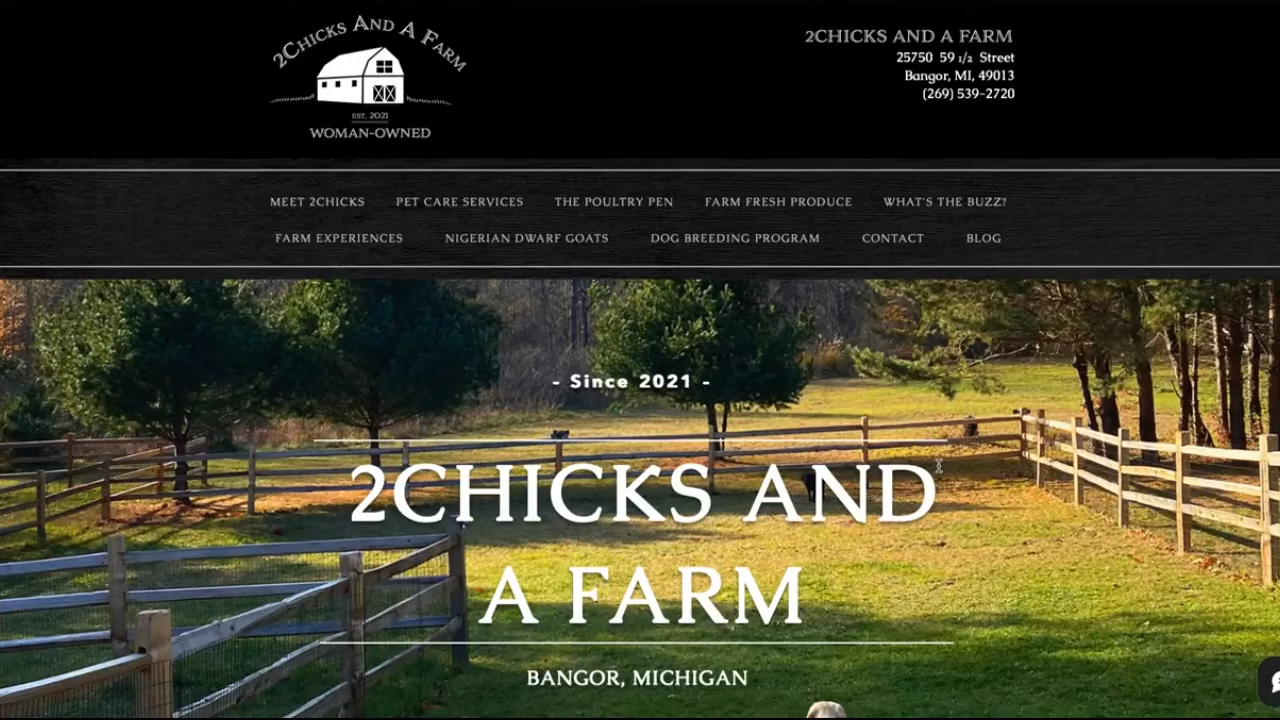 2CHICKS AND A FARM
EST. 2021
WOMAN-OWNED
2CHICKS AND A FARM
25750 59 1/2 Street
Bangor, MI, 49013
(269) 539-2720
MEET 2CHICKS PET CARE SERVICES THE POULTRY PEN FARM FRESH PRODUCE WHAT'S THE BUZZ?
FARM EXPERIENCES NIGERIAN DWARF GOATS DOG BREEDING PROGRAM CONTACT BLOG
- Since 2021 -
2CHICKS AND
A FARM
BANGOR, MICHIGAN